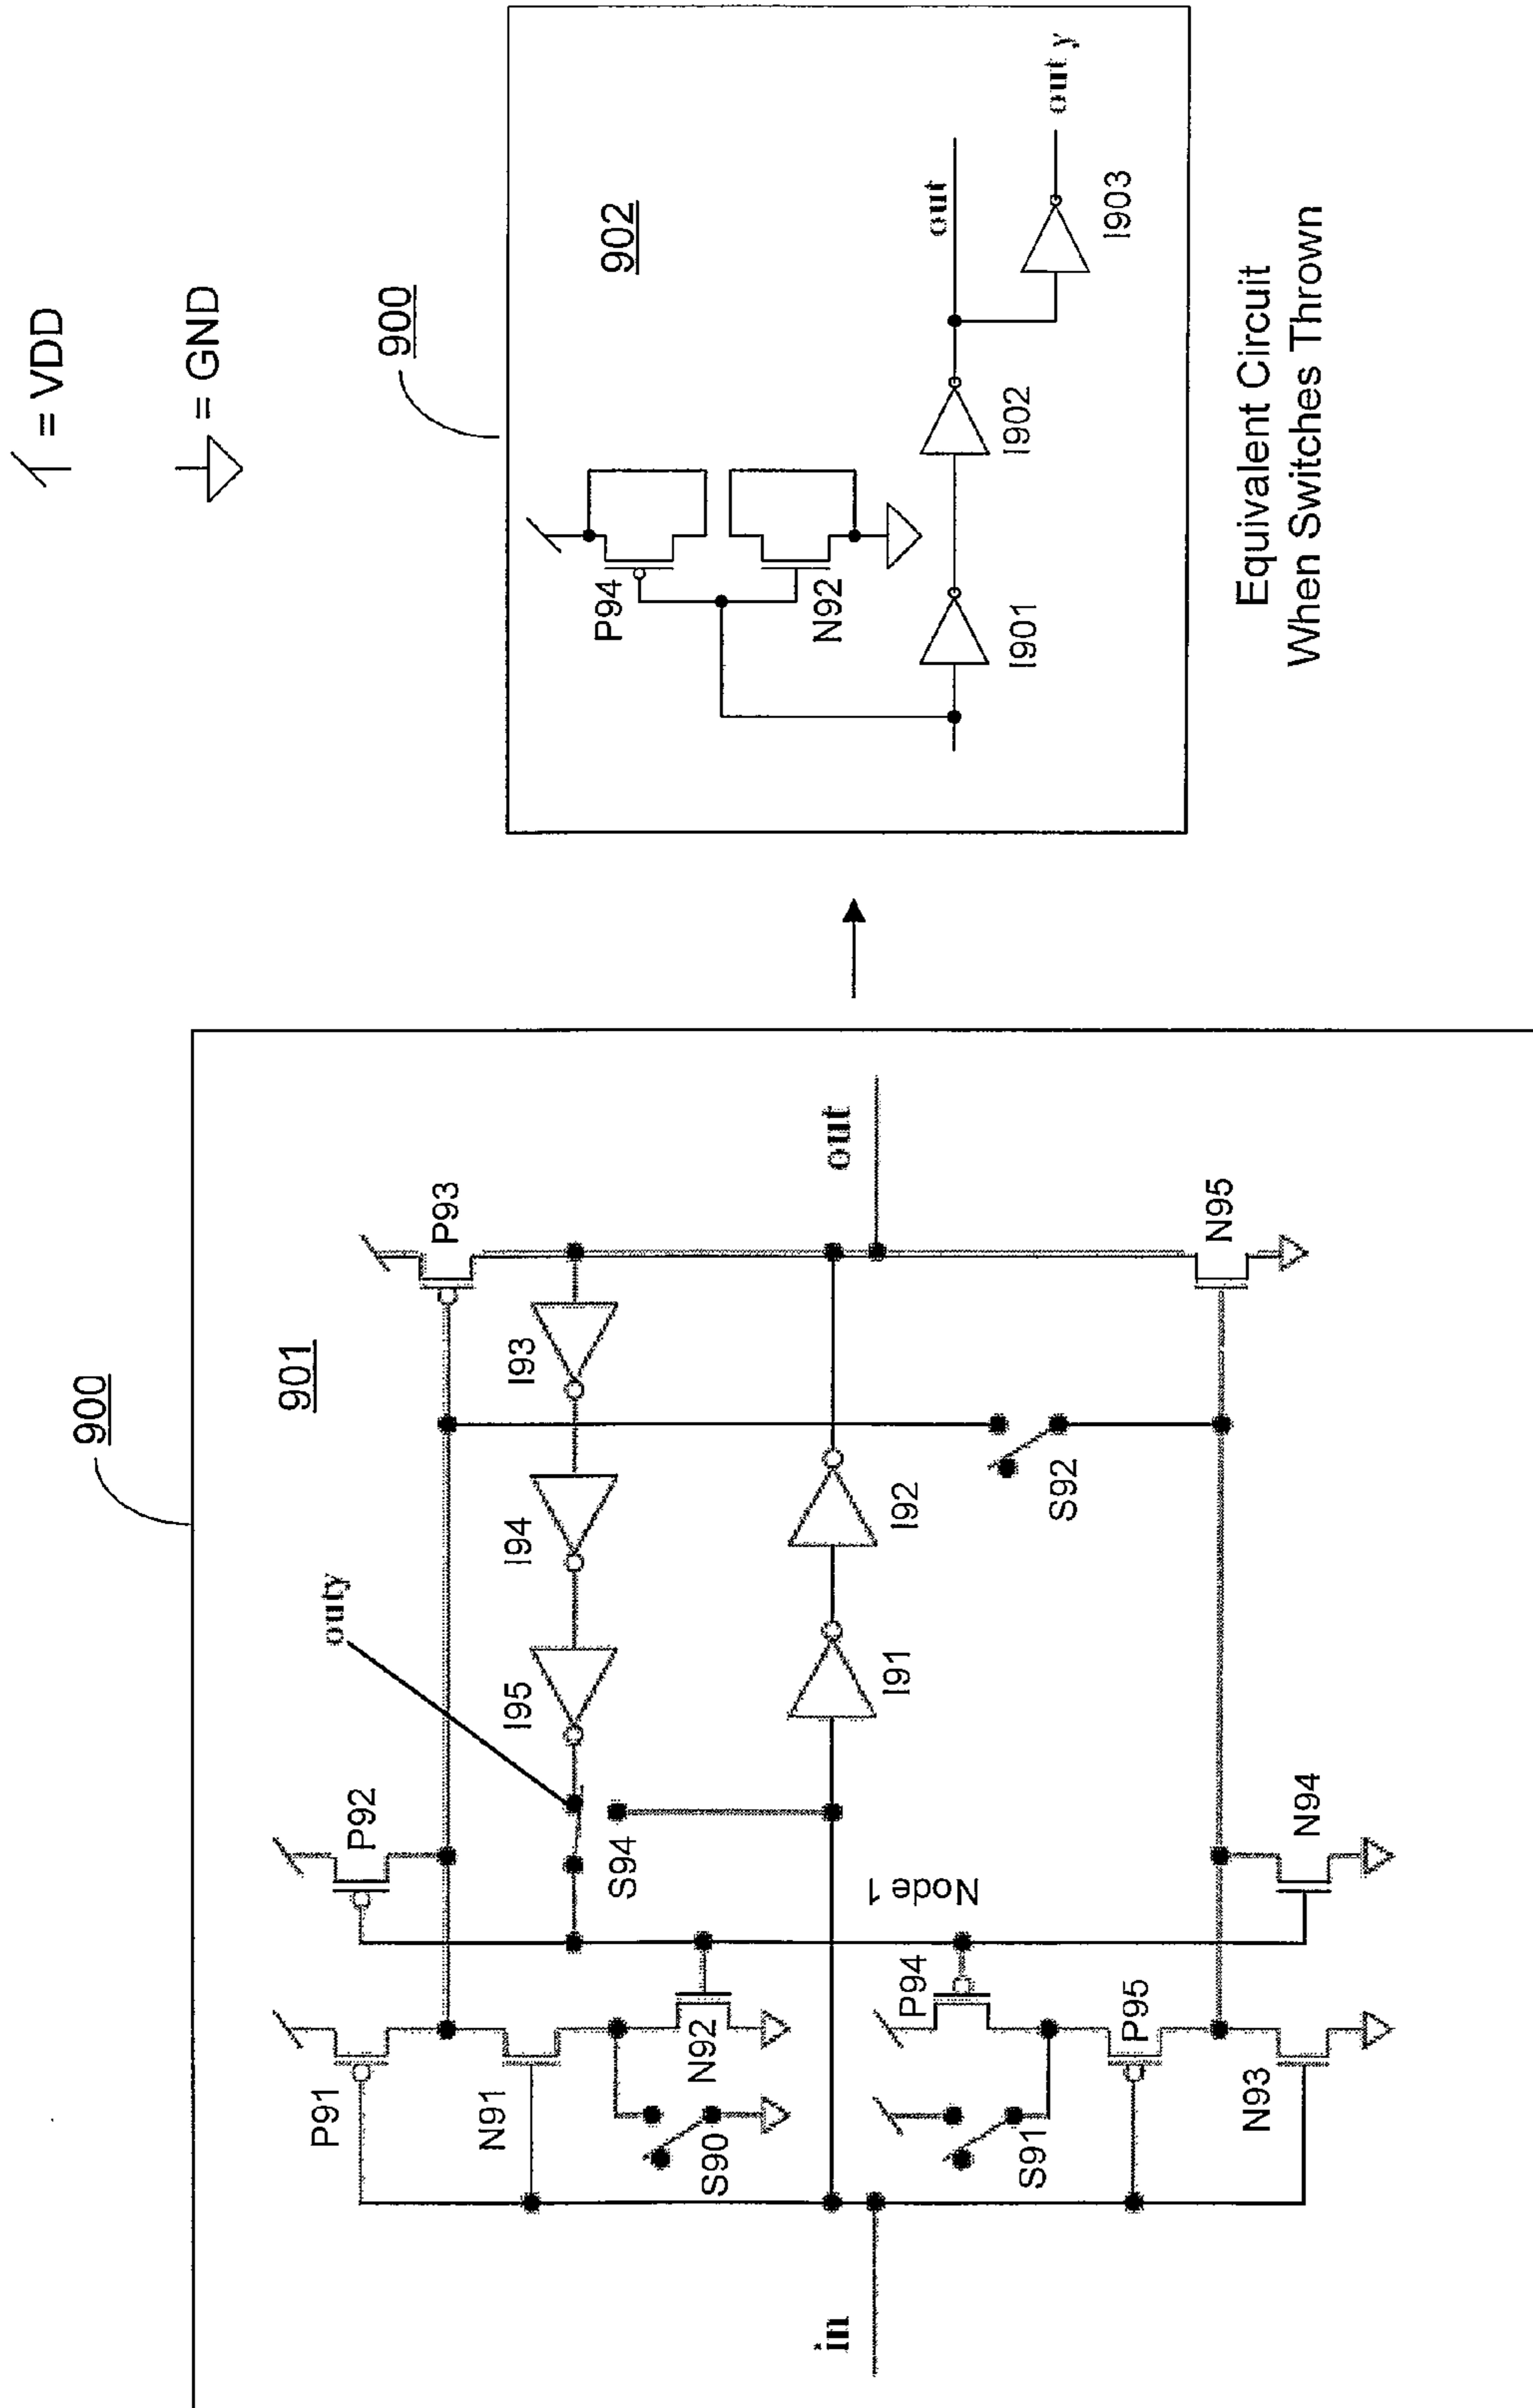 = VDD
= GND
900
901
P91
P92
P93
outy
N91
I95
I94
I93
S90
N92
S94
in
I91
I92
out
Node 1
S91
P94
S92
P95
N93
N94
N95
900
902
P94
N92
out
I901
I902
out y
I903
Equivalent Circuit
When Switches Thrown